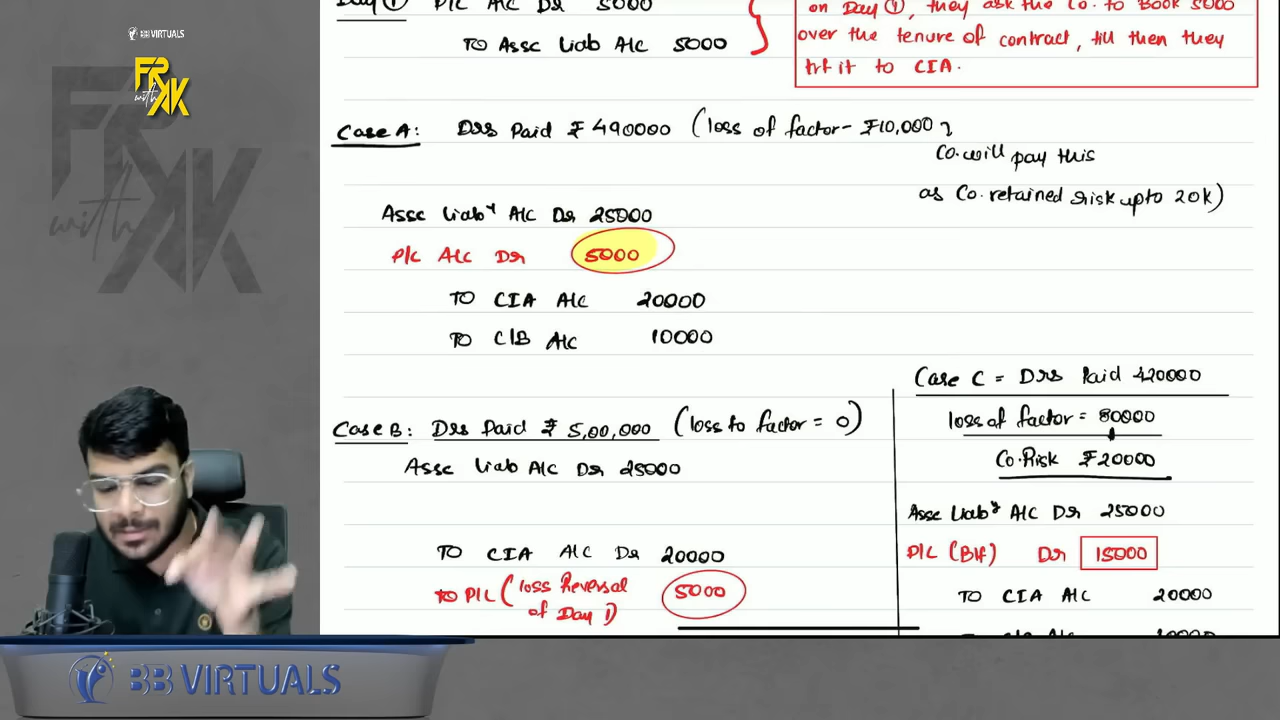 BB VIRTUALS
FR
with
AK
Day ① P/L A/c Dr 5000
TO Assc Liab A/c 5000
on Day ①, they ask the Co. to Book 5000
over the tenure of contract, till then they
trf it to CIA.
Case A: Drs Paid ₹ 490000 (loss of factor - ₹10,000
Co. will pay this
as Co. retained risk upto 20k)
Assc Liabʸ A/c Dr 25000
P/L A/c Dr 5000
TO CIA A/c 20000
TO C/B A/c 10000
Case B: Drs Paid ₹ 5,00,000 (loss to factor = 0)
Assc Liab A/c Dr 25000
TO CIA A/c Dr 20000
TO P/L (loss Reversal
of Day 1) 5000
Case C = Drs Paid 420000
loss of factor = 80000
Co. Risk ₹20000
Assc Liabʸ A/c Dr 25000
P/L (B/f) Dr 15000
TO CIA A/c 20000
BB VIRTUALS